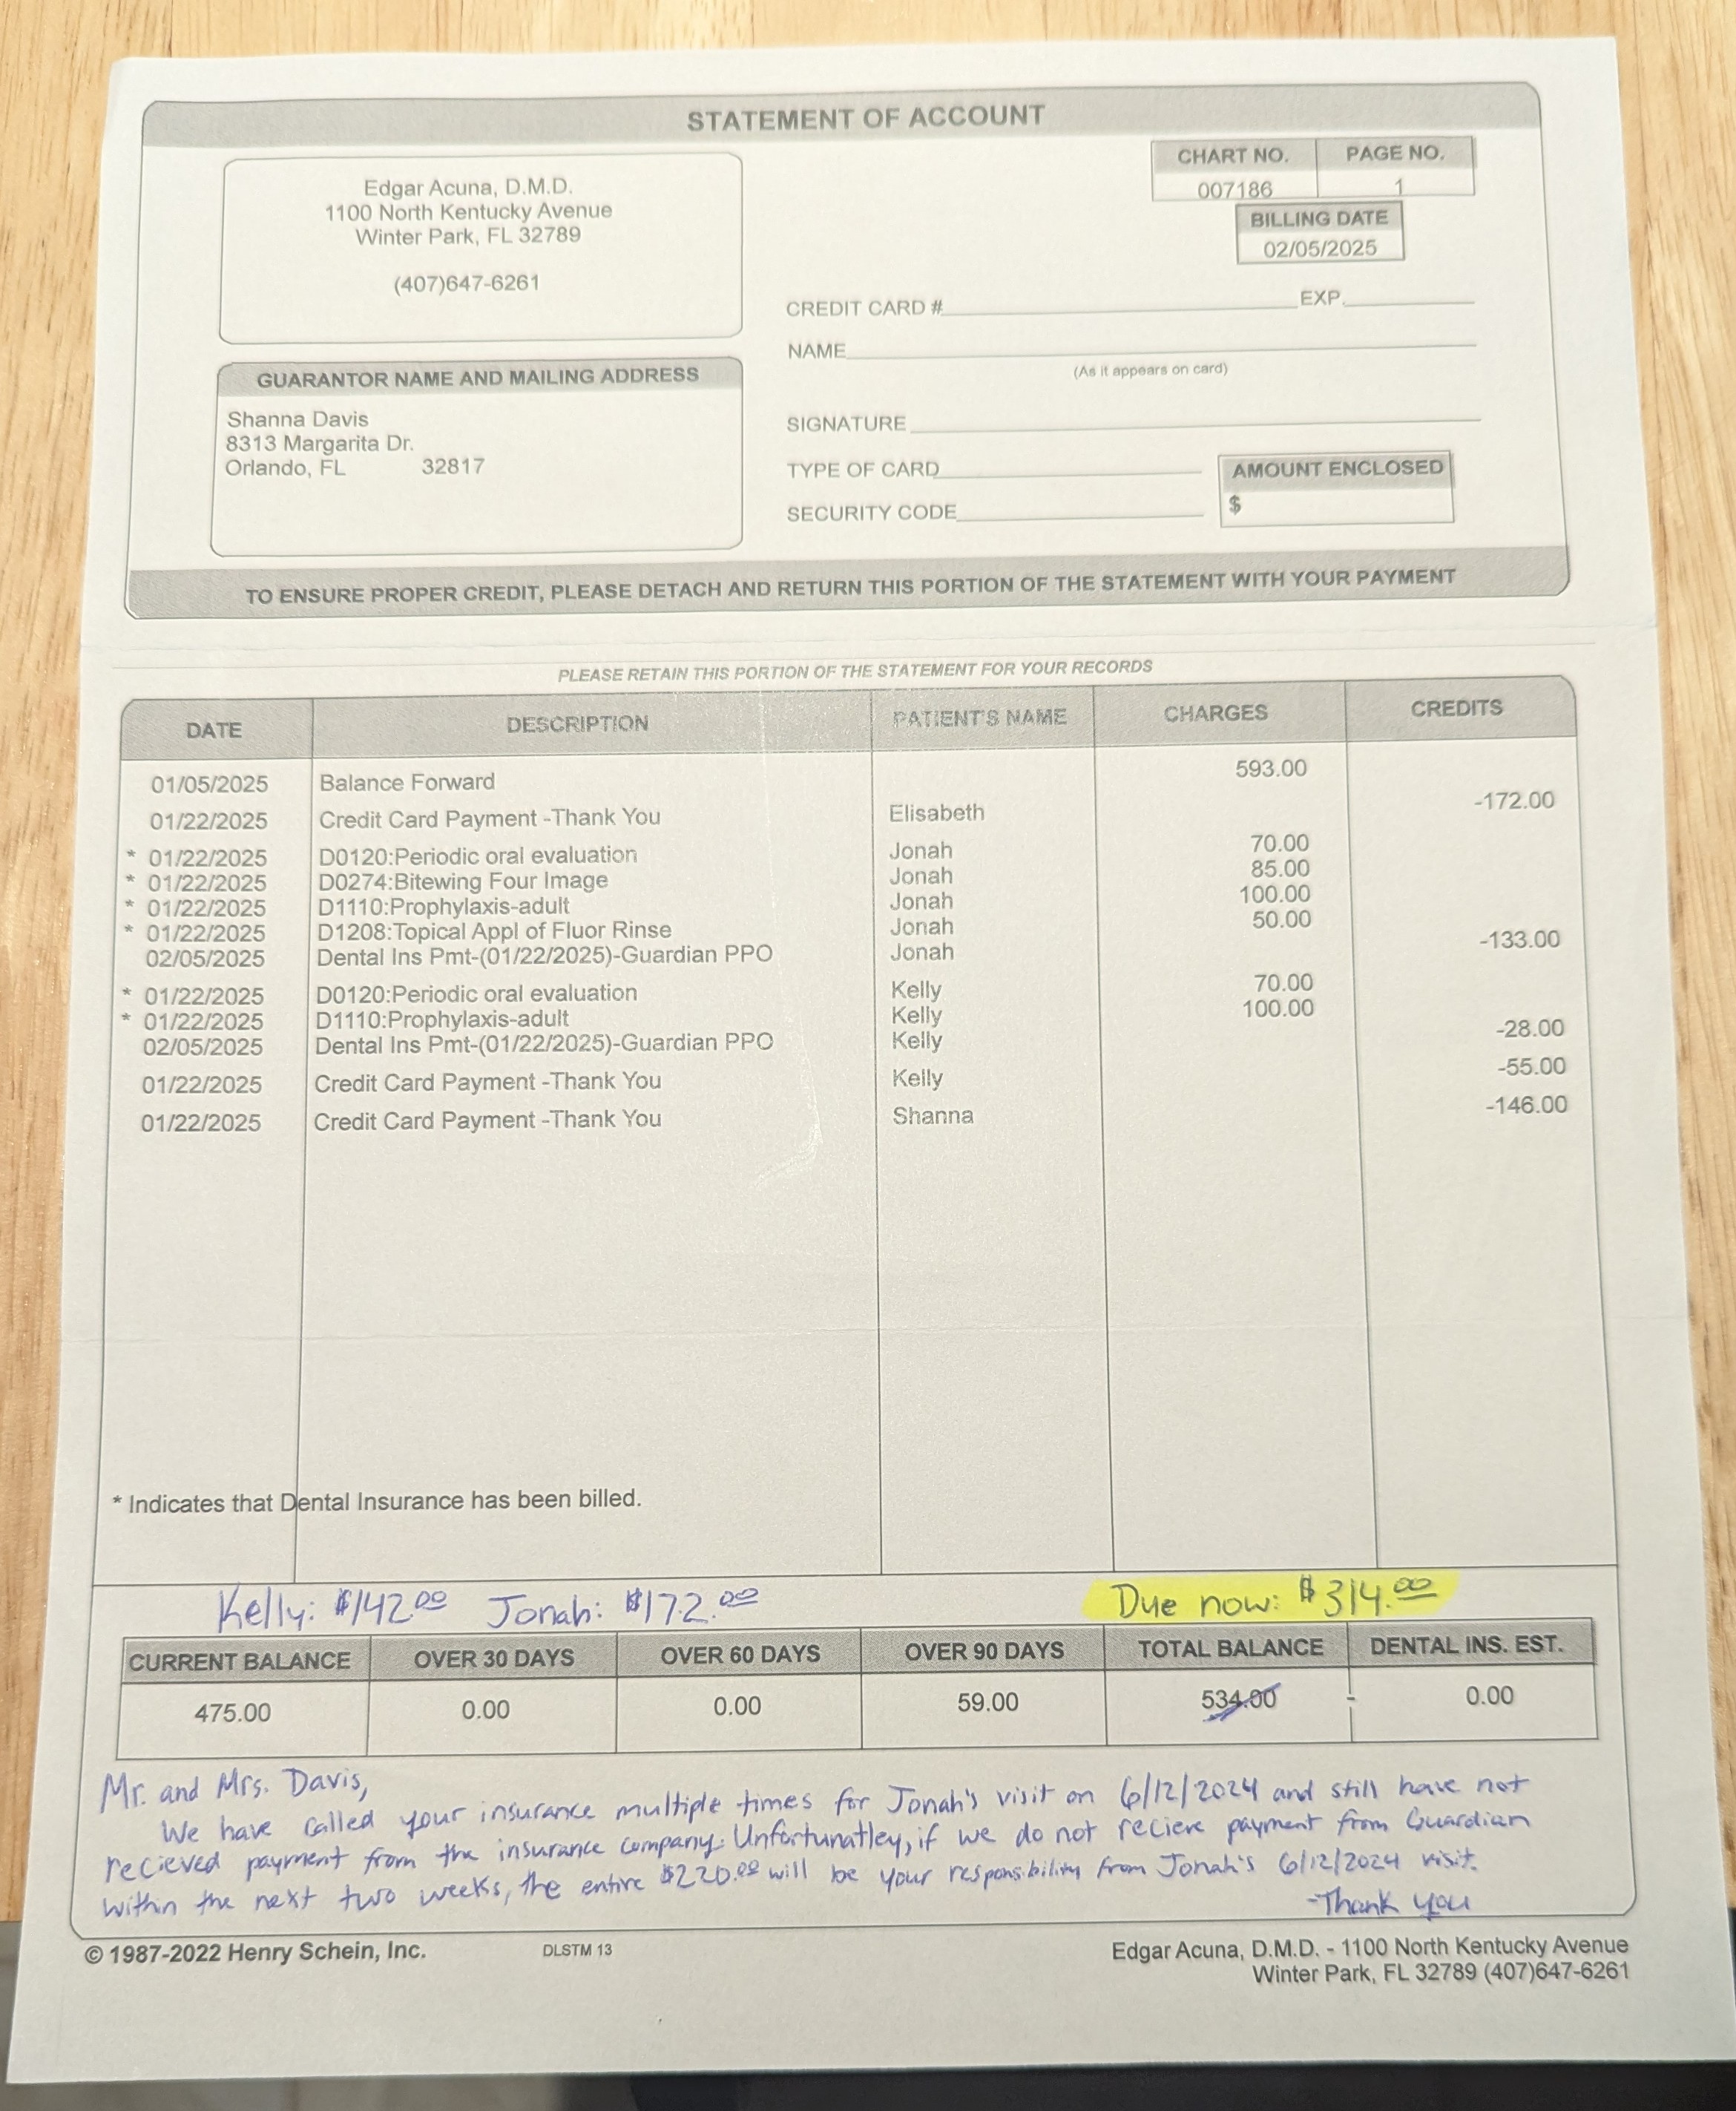 STATEMENT OF ACCOUNT
Edgar Acuna, D.M.D.
1100 North Kentucky Avenue
Winter Park, FL 32789
(407)647-6261
CHART NO. PAGE NO.
007186 1
BILLING DATE
02/05/2025
CREDIT CARD # EXP.
NAME
(As it appears on card)
SIGNATURE
TYPE OF CARD
SECURITY CODE
AMOUNT ENCLOSED
$
GUARANTOR NAME AND MAILING ADDRESS
Shanna Davis
8313 Margarita Dr.
Orlando, FL 32817
TO ENSURE PROPER CREDIT, PLEASE DETACH AND RETURN THIS PORTION OF THE STATEMENT WITH YOUR PAYMENT
PLEASE RETAIN THIS PORTION OF THE STATEMENT FOR YOUR RECORDS
DATE DESCRIPTION PATIENT'S NAME CHARGES CREDITS
01/05/2025 Balance Forward 593.00
01/22/2025 Credit Card Payment -Thank You Elisabeth -172.00
* 01/22/2025 D0120:Periodic oral evaluation Jonah 70.00
* 01/22/2025 D0274:Bitewing Four Image Jonah 85.00
* 01/22/2025 D1110:Prophylaxis-adult Jonah 100.00
* 01/22/2025 D1208:Topical Appl of Fluor Rinse Jonah 50.00
02/05/2025 Dental Ins Pmt-(01/22/2025)-Guardian PPO Jonah -133.00
* 01/22/2025 D0120:Periodic oral evaluation Kelly 70.00
* 01/22/2025 D1110:Prophylaxis-adult Kelly 100.00
02/05/2025 Dental Ins Pmt-(01/22/2025)-Guardian PPO Kelly -28.00
01/22/2025 Credit Card Payment -Thank You Kelly -55.00
01/22/2025 Credit Card Payment -Thank You Shanna -146.00
* Indicates that Dental Insurance has been billed.
Kelly: $142.00 Jonah: $172.00 Due now: $314.00
CURRENT BALANCE OVER 30 DAYS OVER 60 DAYS OVER 90 DAYS TOTAL BALANCE DENTAL INS. EST.
475.00 0.00 0.00 59.00 534.00 - 0.00
Mr. and Mrs. Davis,
We have called your insurance multiple times for Jonah's visit on 6/12/2024 and still have not
recieved payment from the insurance company. Unfortunatley, if we do not recieve payment from Guardian
within the next two weeks, the entire $220.00 will be your responsibility from Jonah's 6/12/2024 visit.
-Thank you
© 1987-2022 Henry Schein, Inc. DLSTM 13 Edgar Acuna, D.M.D. - 1100 North Kentucky Avenue
Winter Park, FL 32789 (407)647-6261